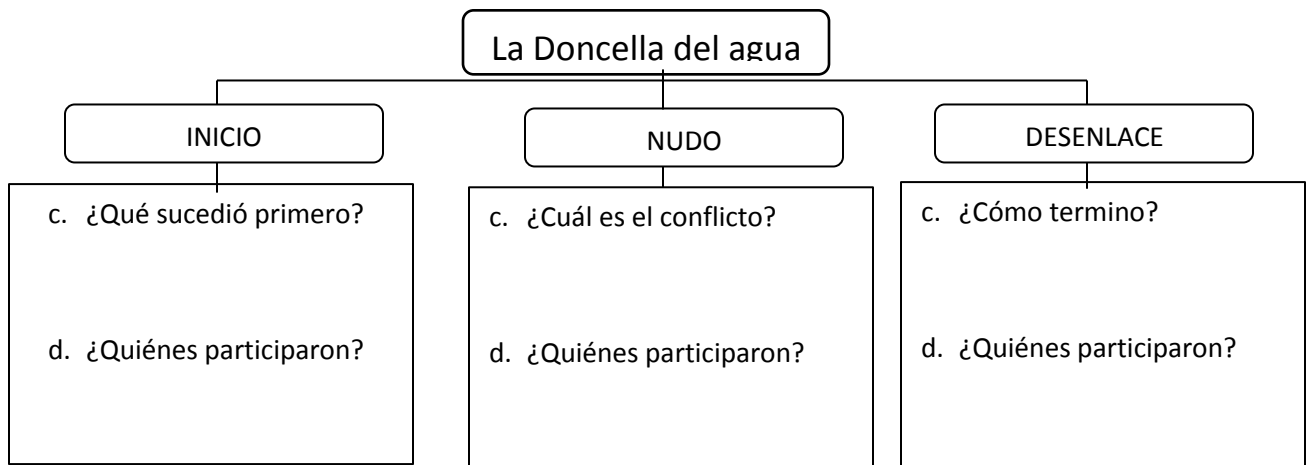 La Doncella del agua
INICIO
c. ¿Qué sucedió primero?
d. ¿Quiénes participaron?
NUDO
c. ¿Cuál es el conflicto?
d. ¿Quiénes participaron?
DESENLACE
c. ¿Cómo termino?
d. ¿Quiénes participaron?